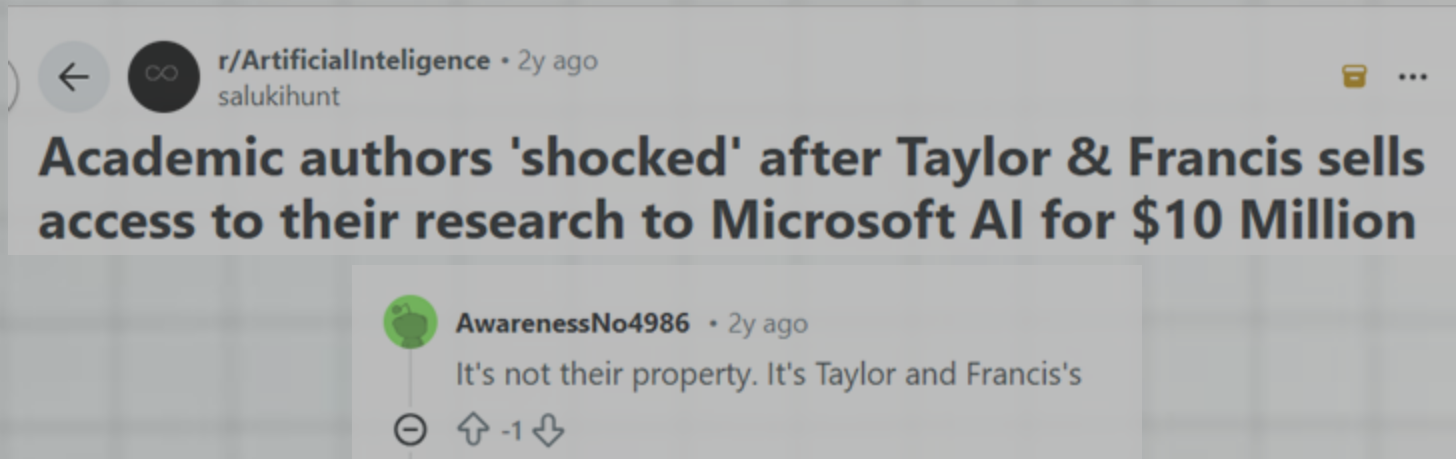 r/ArtificialInteligence • 2y ago
salukihunt
Academic authors 'shocked' after Taylor & Francis sells
access to their research to Microsoft AI for $10 Million
AwarenessNo4986 • 2y ago
It's not their property. It's Taylor and Francis's
-1